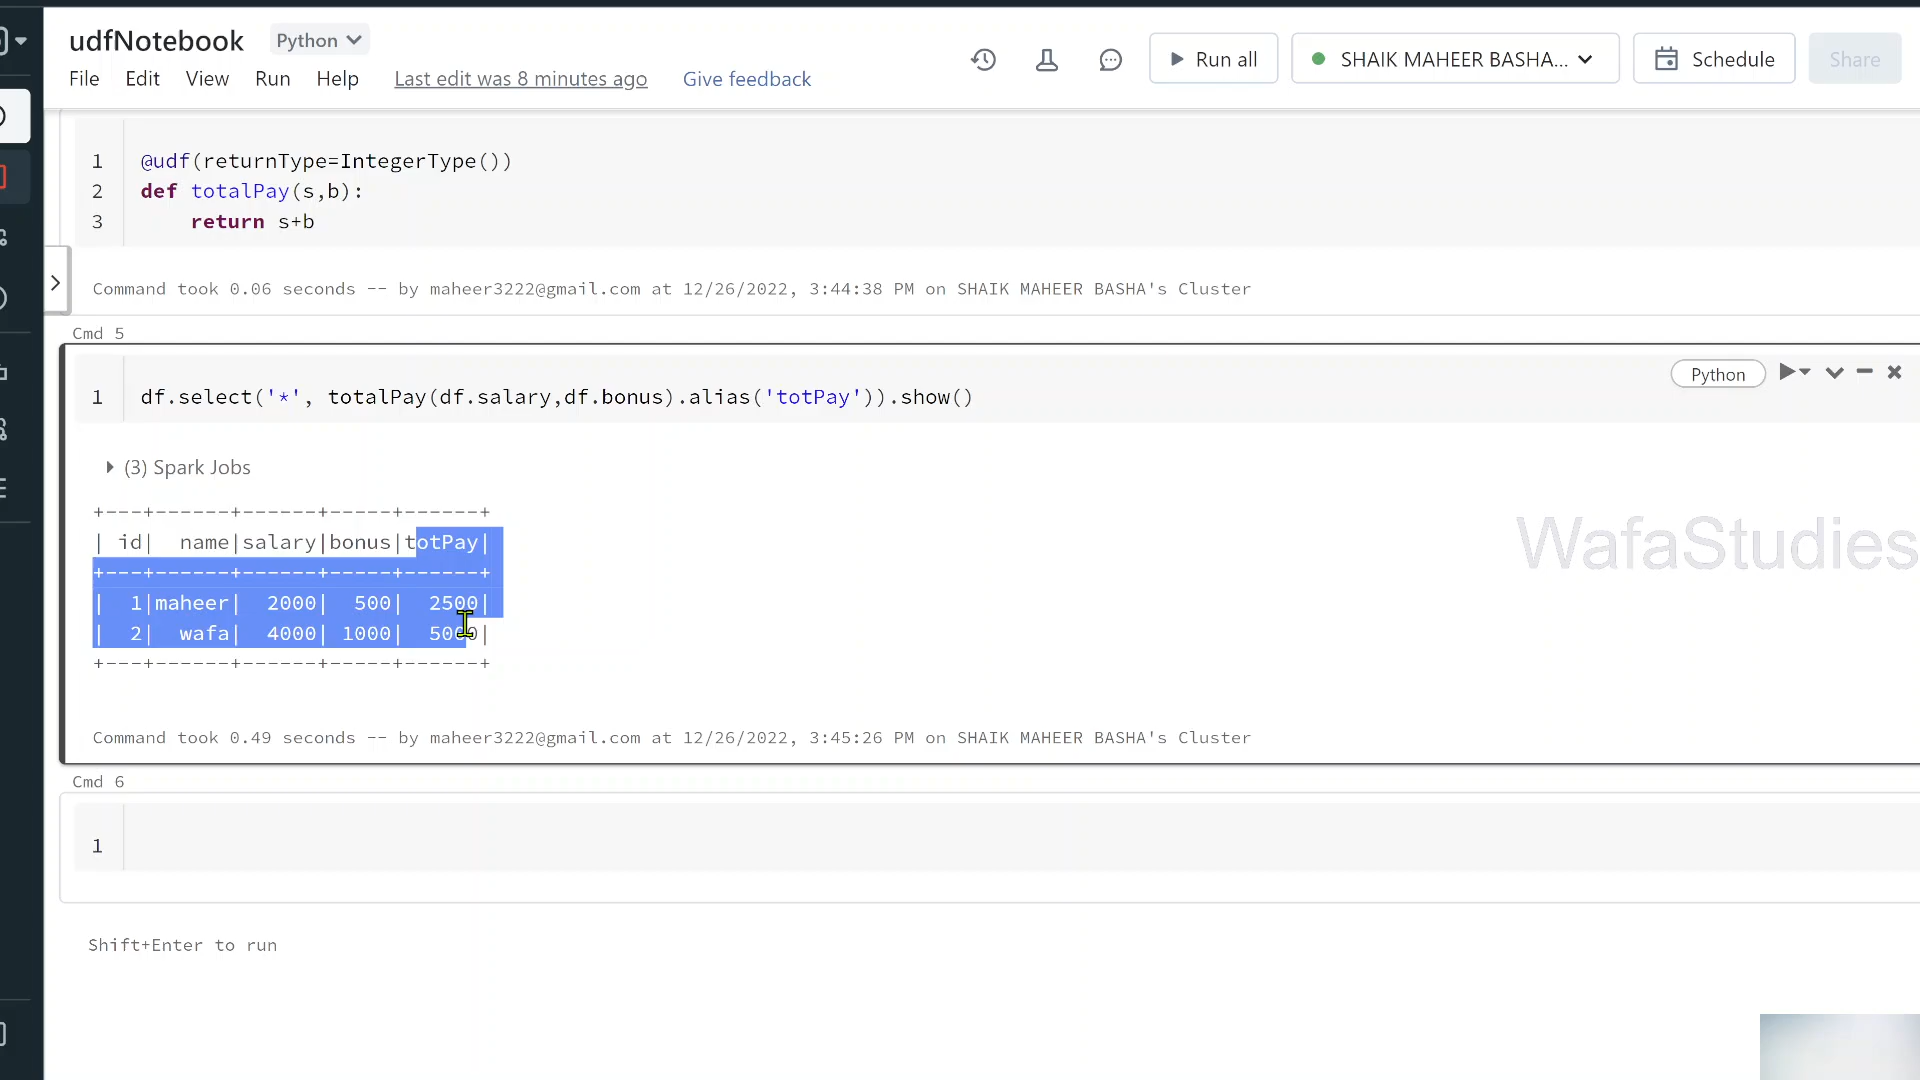 udfNotebook Python
File Edit View Run Help Last edit was 8 minutes ago Give feedback
Run all SHAIK MAHEER BASHA... Schedule Share
1 @udf(returnType=IntegerType())
2 def totalPay(s,b):
3     return s+b
Command took 0.06 seconds -- by maheer3222@gmail.com at 12/26/2022, 3:44:38 PM on SHAIK MAHEER BASHA's Cluster
Cmd 5
Python
1 df.select('*', totalPay(df.salary,df.bonus).alias('totPay')).show()
(3) Spark Jobs
+---+------+------+-----+------+
| id|  name|salary|bonus|totPay|
+---+------+------+-----+------+
|  1|maheer|  2000|  500|  2500|
|  2|  wafa|  4000| 1000|  5000|
+---+------+------+-----+------+
WafaStudies
Command took 0.49 seconds -- by maheer3222@gmail.com at 12/26/2022, 3:45:26 PM on SHAIK MAHEER BASHA's Cluster
Cmd 6
1
Shift+Enter to run